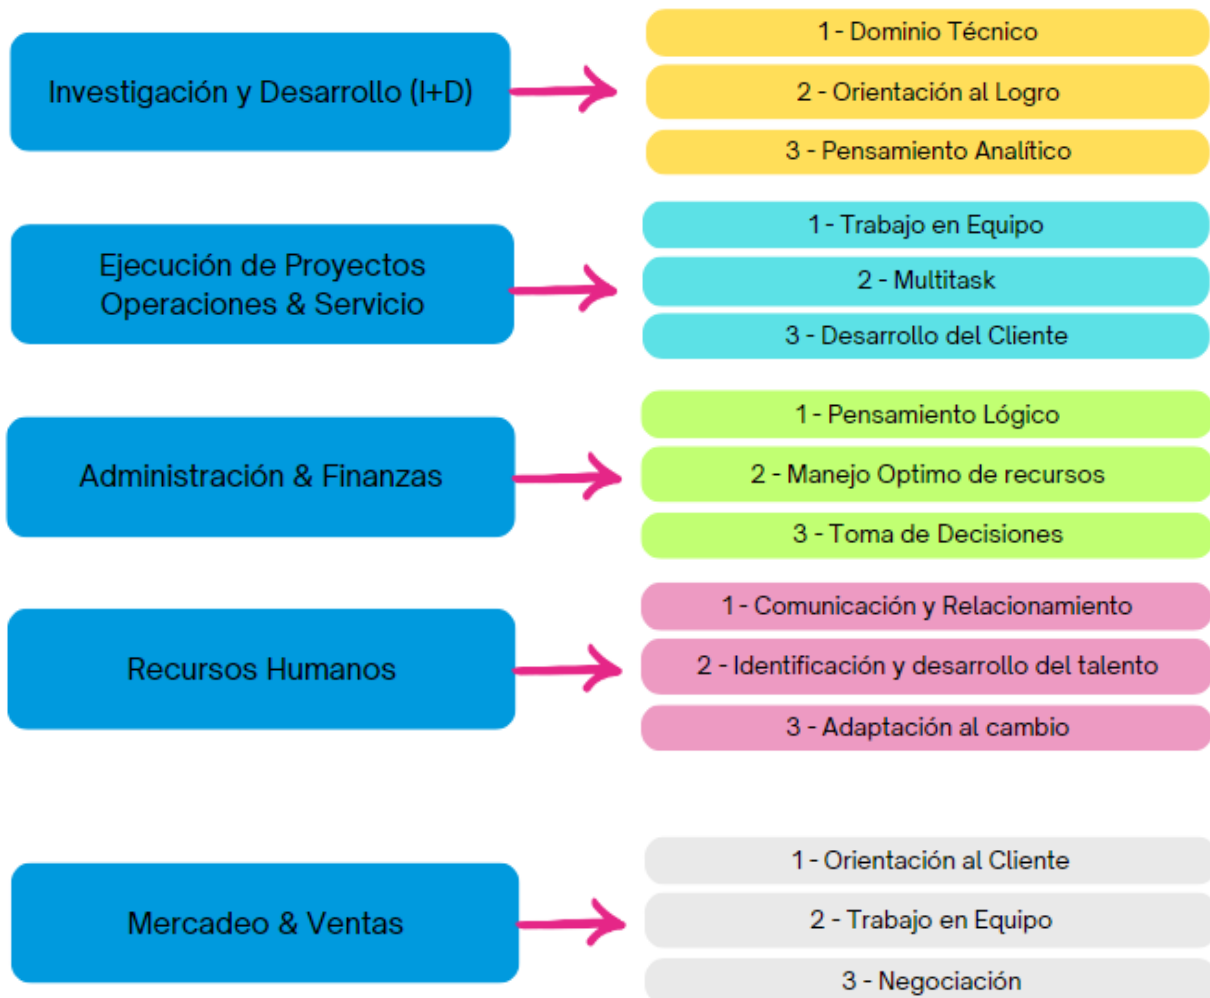 Investigación y Desarrollo (I+D)
1 - Dominio Técnico
2 - Orientación al Logro
3 - Pensamiento Analítico
Ejecución de Proyectos
Operaciones & Servicio
1 - Trabajo en Equipo
2 - Multitask
3 - Desarrollo del Cliente
Administración & Finanzas
1 - Pensamiento Lógico
2 - Manejo Optimo de recursos
3 - Toma de Decisiones
Recursos Humanos
1 - Comunicación y Relacionamiento
2 - Identificación y desarrollo del talento
3 - Adaptación al cambio
Mercadeo & Ventas
1 - Orientación al Cliente
2 - Trabajo en Equipo
3 - Negociación